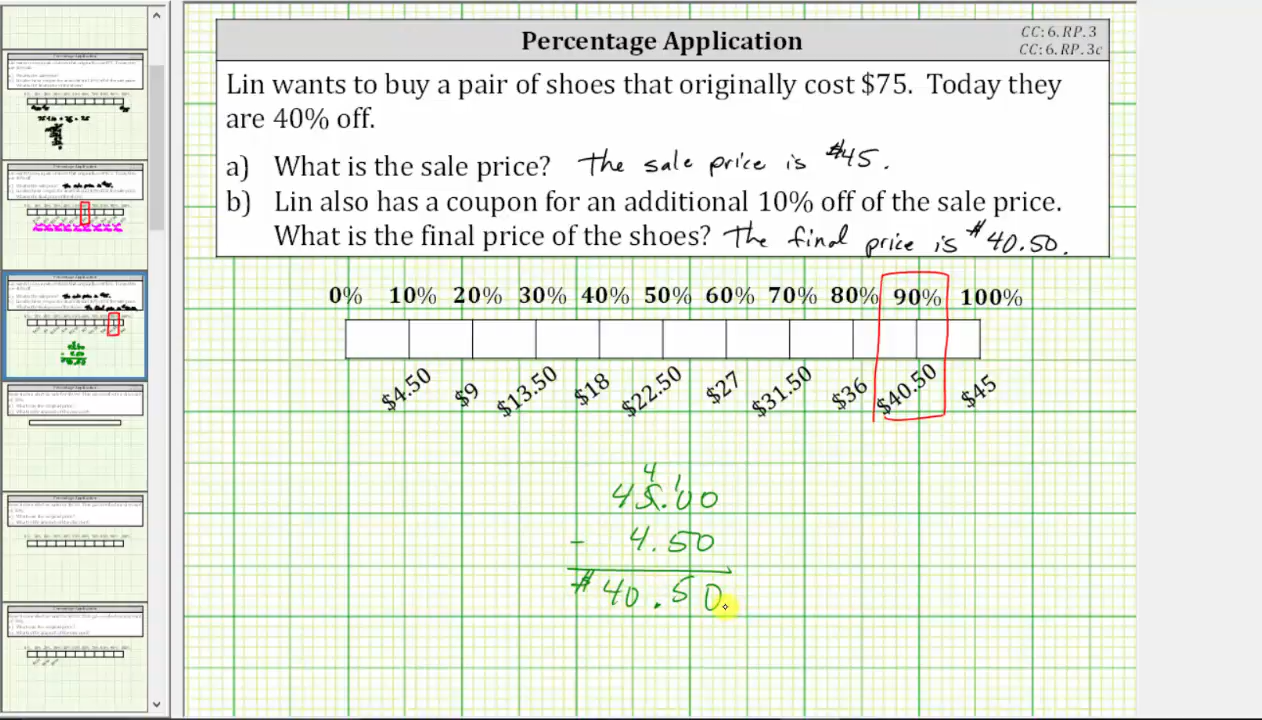 Percentage Application
CC: 6.RP.3
CC: 6.RP.3c
Lin wants to buy a pair of shoes that originally cost $75. Today they
are 40% off.
a) What is the sale price? The sale price is $45.
b) Lin also has a coupon for an additional 10% off of the sale price.
What is the final price of the shoes? The final price is $40.50.
0% 10% 20% 30% 40% 50% 60% 70% 80% 90% 100%
$4.50 $9 $13.50 $18 $22.50 $27 $31.50 $36 $40.50 $45
4 1
45.00
- 4.50
$40.50